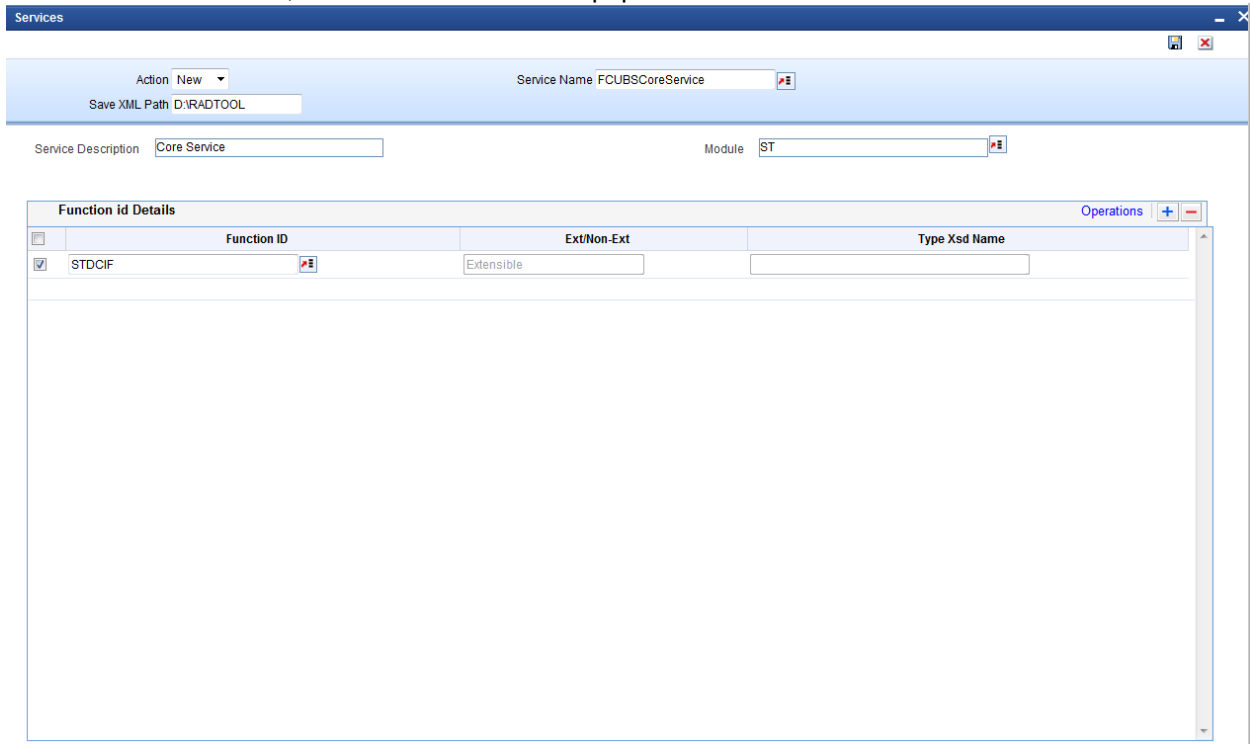 Services
Action New
Service Name FCUBSCoreService
Save XML Path D:\RADTOOL
Service Description Core Service
Module ST
Function id Details
Operations
Function ID Ext/Non-Ext Type Xsd Name
STDCIF Extensible